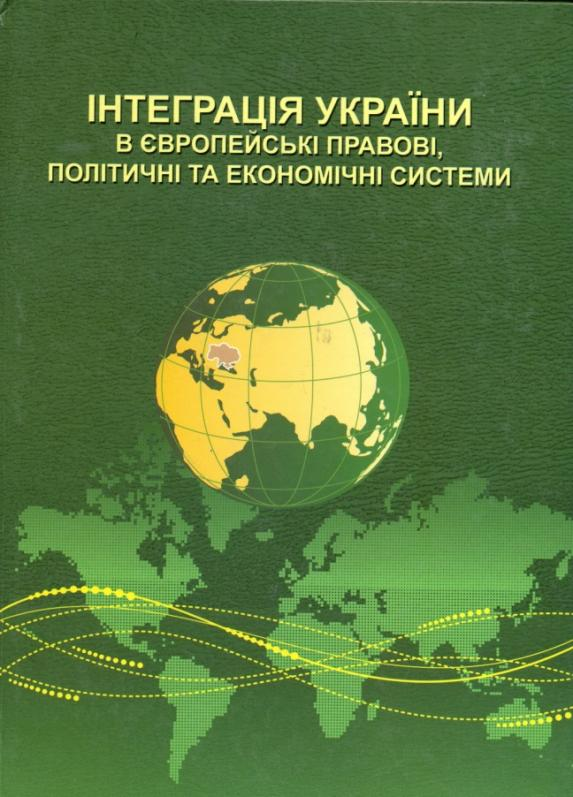 ІНТЕГРАЦІЯ УКРАЇНИ
В ЄВРОПЕЙСЬКІ ПРАВОВІ,
ПОЛІТИЧНІ ТА ЕКОНОМІЧНІ СИСТЕМИ